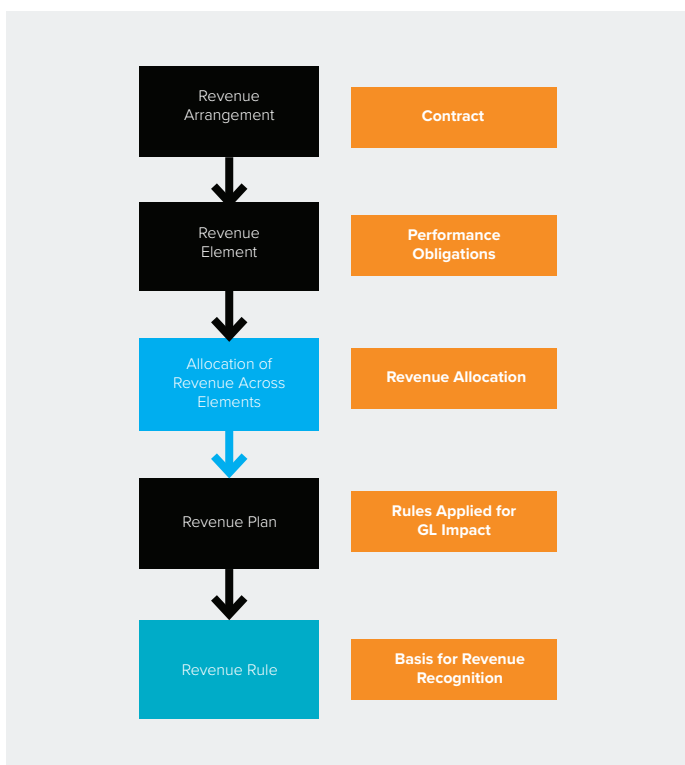 Revenue
Arrangement
Contract
Revenue
Element
Performance
Obligations
Allocation of
Revenue Across
Elements
Revenue Allocation
Revenue Plan
Rules Applied for
GL Impact
Revenue Rule
Basis for Revenue
Recognition